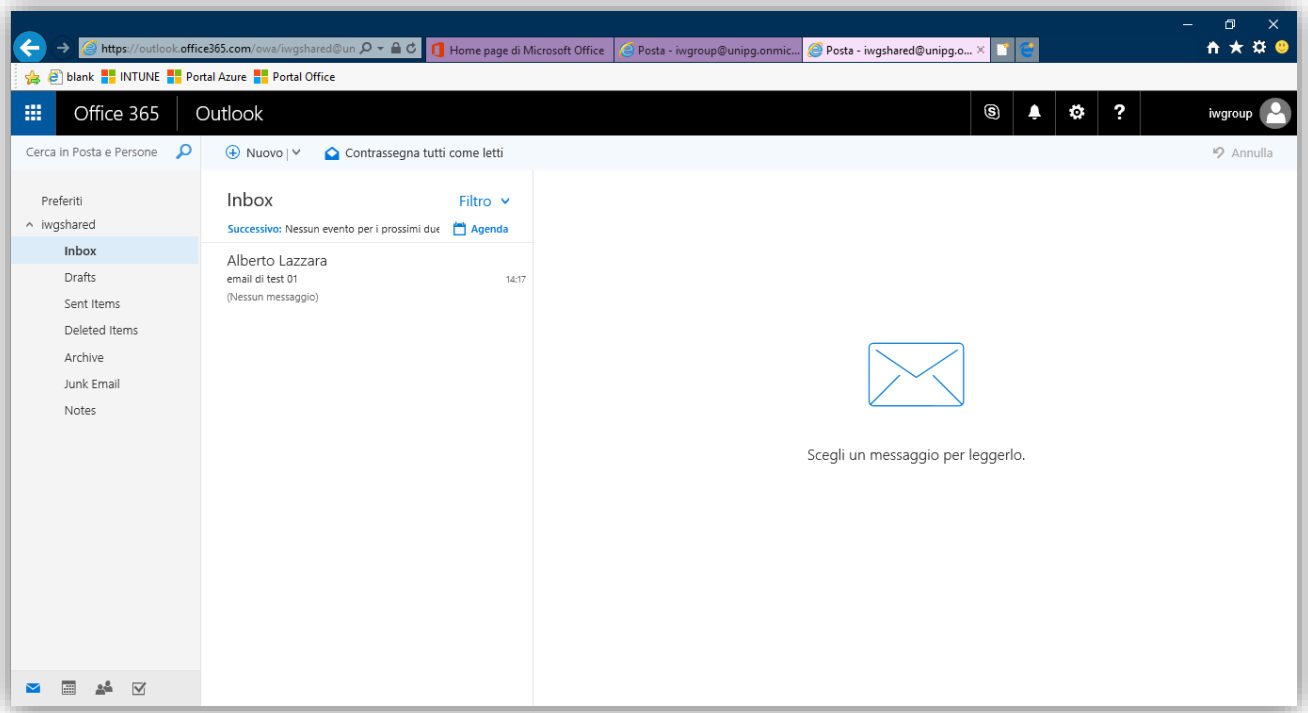 https://outlook.office365.com/owa/iwgshared@un
Home page di Microsoft Office
Posta - iwgroup@unipg.onmic...
Posta - iwgshared@unipg.o...
blank
INTUNE
Portal Azure
Portal Office
Office 365
Outlook
?
iwgroup
Cerca in Posta e Persone
Nuovo
Contrassegna tutti come letti
Annulla
Preferiti
iwgshared
Inbox
Drafts
Sent Items
Deleted Items
Archive
Junk Email
Notes
Inbox
Filtro
Successivo: Nessun evento per i prossimi due
Agenda
Alberto Lazzara
email di test 01
14:17
(Nessun messaggio)
Scegli un messaggio per leggerlo.